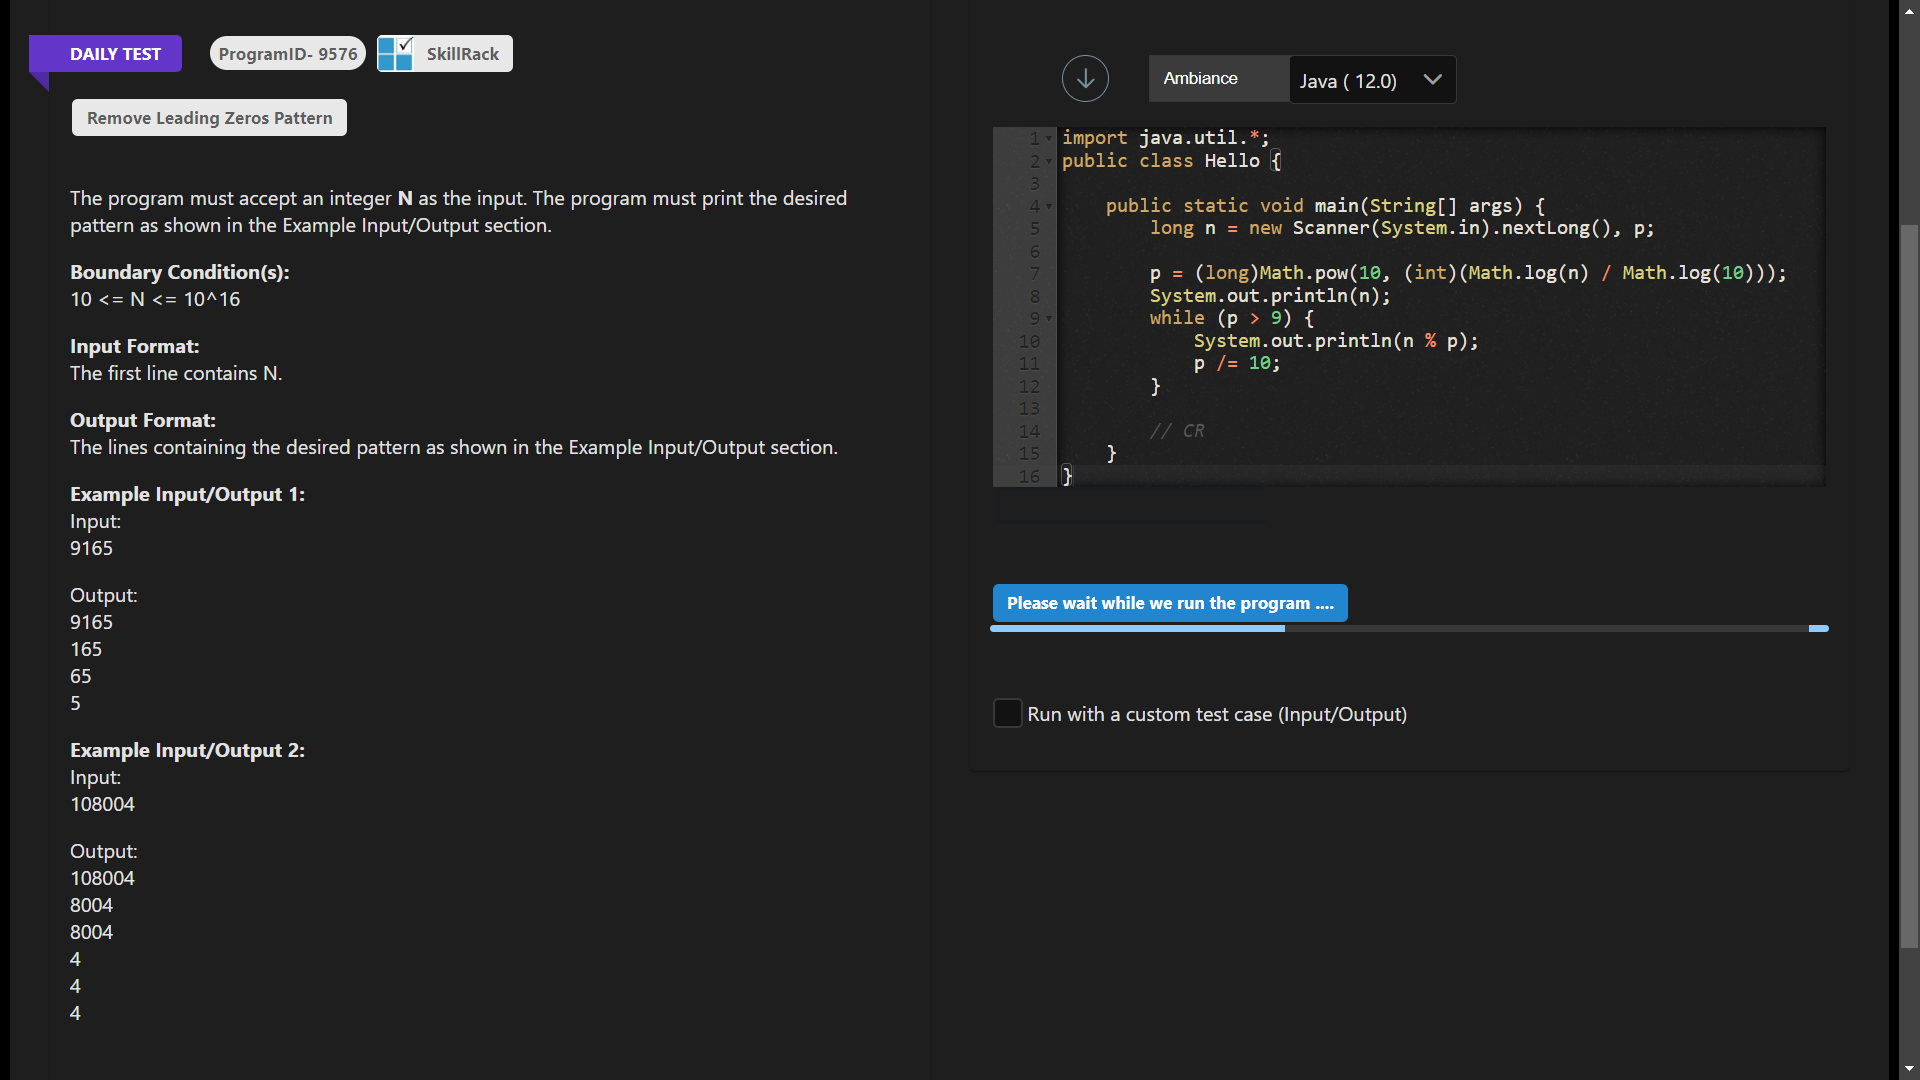 DAILY TEST
ProgramID- 9576
SkillRack
Remove Leading Zeros Pattern
The program must accept an integer N as the input. The program must print the desired
pattern as shown in the Example Input/Output section.
Boundary Condition(s):
10 <= N <= 10^16
Input Format:
The first line contains N.
Output Format:
The lines containing the desired pattern as shown in the Example Input/Output section.
Example Input/Output 1:
Input:
9165
Output:
9165
165
65
5
Example Input/Output 2:
Input:
108004
Output:
108004
8004
8004
4
4
4
Ambiance
Java ( 12.0)
1 import java.util.*;
2 public class Hello {
3
4     public static void main(String[] args) {
5         long n = new Scanner(System.in).nextLong(), p;
6
7         p = (long)Math.pow(10, (int)(Math.log(n) / Math.log(10)));
8         System.out.println(n);
9         while (p > 9) {
10             System.out.println(n % p);
11             p /= 10;
12         }
13
14         // CR
15     }
16 }
Please wait while we run the program ....
Run with a custom test case (Input/Output)